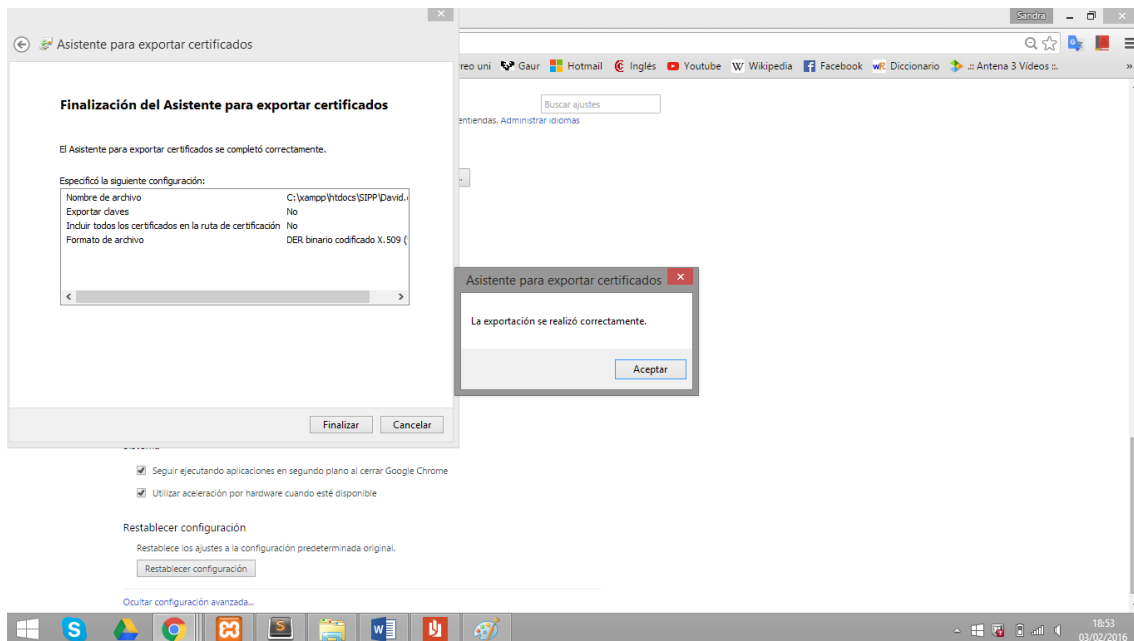 Sandra
Asistente para exportar certificados
reo uni Gaur Hotmail Inglés Youtube Wikipedia Facebook Diccionario .:: Antena 3 Vídeos ::. »
Finalización del Asistente para exportar certificados
Buscar ajustes
entiendas. Administrar idiomas
El Asistente para exportar certificados se completó correctamente.
Especificó la siguiente configuración:
Nombre de archivo C:\xampp\htdocs\SIPP\David.
Exportar claves No
Incluir todos los certificados en la ruta de certificación No
Formato de archivo DER binario codificado X.509 (
Asistente para exportar certificados
La exportación se realizó correctamente.
Aceptar
Finalizar Cancelar
Seguir ejecutando aplicaciones en segundo plano al cerrar Google Chrome
Utilizar aceleración por hardware cuando esté disponible
Restablecer configuración
Restablece los ajustes a la configuración predeterminada original.
Restablecer configuración
Ocultar configuración avanzada...
18:53
03/02/2016